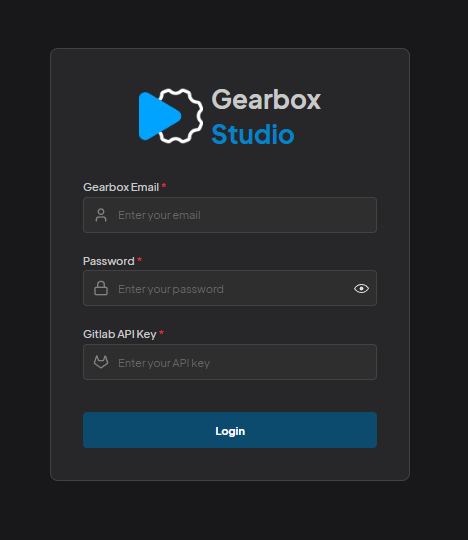 Gearbox
Studio
Gearbox Email *
Enter your email
Password *
Enter your password
Gitlab API Key *
Enter your API key
Login